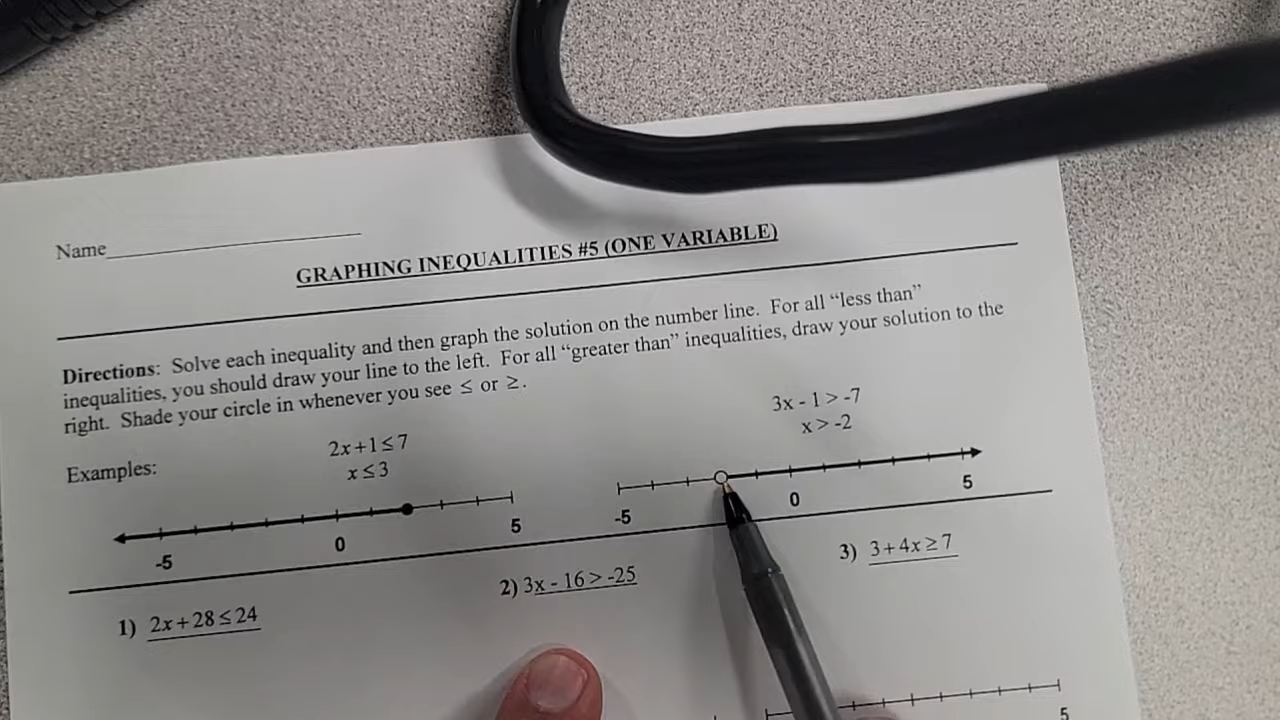 Name
GRAPHING INEQUALITIES #5 (ONE VARIABLE)
Directions: Solve each inequality and then graph the solution on the number line. For all “less than”
inequalities, you should draw your line to the left. For all “greater than” inequalities, draw your solution to the
right. Shade your circle in whenever you see ≤ or ≥.
Examples:
2x+1≤7
x≤3
-5 0 5
3x - 1 > -7
x > -2
-5 0 5
1) 2x+28≤24
2) 3x - 16 > -25
3) 3+4x≥7
5